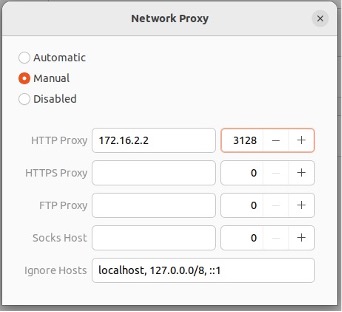 Network Proxy
Automatic
Manual
Disabled
HTTP Proxy 172.16.2.2 3128 − +
HTTPS Proxy 0 − +
FTP Proxy 0 − +
Socks Host 0 − +
Ignore Hosts localhost, 127.0.0.0/8, ::1